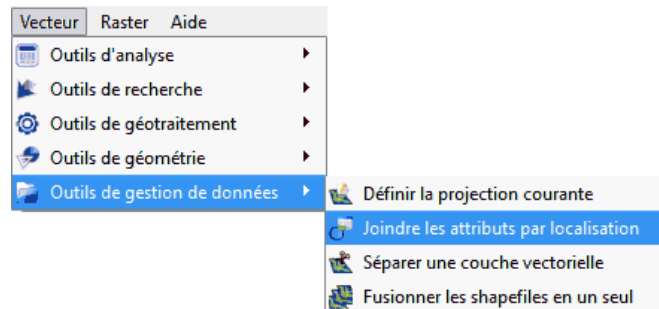 Vecteur Raster Aide
Outils d'analyse
Outils de recherche
Outils de géotraitement
Outils de géométrie
Outils de gestion de données
Définir la projection courante
Joindre les attributs par localisation
Séparer une couche vectorielle
Fusionner les shapefiles en un seul